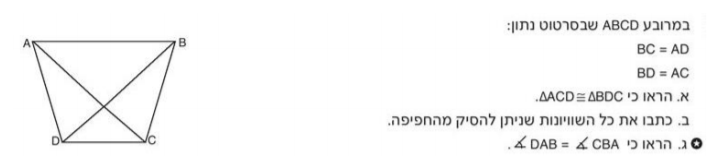 במרובע ABCD שבסרטוט נתון:
BC = AD
BD = AC
א. הראו כי ΔACD≅ΔBDC.
ב. כתבו את כל השוויונות שניתן להסיק מהחפיפה.
✪ ג. הראו כי ∡ DAB = ∡ CBA.
A
B
D
C